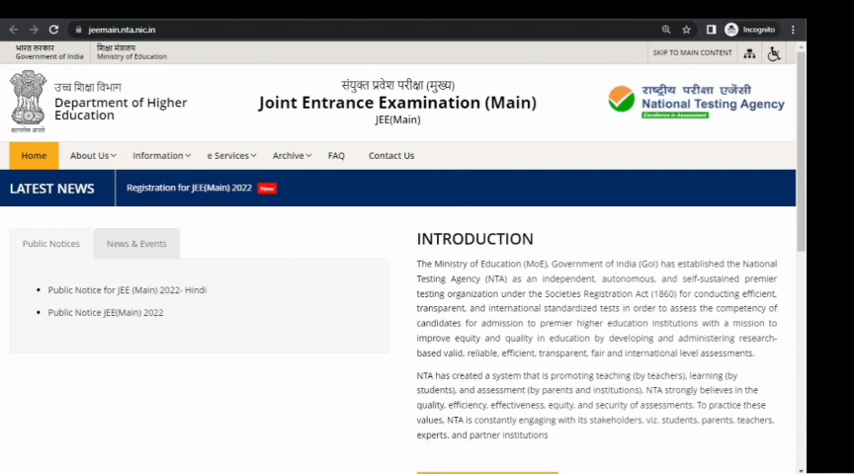 jeemain.nta.nic.in
Incognito
भारत सरकार
Government of India
शिक्षा मंत्रालय
Ministry of Education
SKIP TO MAIN CONTENT
उच्च शिक्षा विभाग
Department of Higher
Education
सत्यमेव जयते
संयुक्त प्रवेश परीक्षा (मुख्य)
Joint Entrance Examination (Main)
JEE(Main)
राष्ट्रीय परीक्षा एजेंसी
National Testing Agency
Excellence in Assessment
Home About Us Information e Services Archive FAQ Contact Us
LATEST NEWS Registration for JEE(Main) 2022 New
Public Notices News & Events
Public Notice for JEE (Main) 2022- Hindi
Public Notice JEE(Main) 2022
INTRODUCTION
The Ministry of Education (MoE), Government of India (GoI) has established the National
Testing Agency (NTA) as an independent, autonomous, and self-sustained premier
testing organization under the Societies Registration Act (1860) for conducting efficient,
transparent, and international standardized tests in order to assess the competency of
candidates for admission to premier higher education institutions with a mission to
improve equity and quality in education by developing and administering research-
based valid, reliable, efficient, transparent, fair and international level assessments.
NTA has created a system that is promoting teaching (by teachers), learning (by
students), and assessment (by parents and institutions). NTA strongly believes in the
quality, efficiency, effectiveness, equity, and security of assessments. To practice these
values, NTA is constantly engaging with its stakeholders, viz. students, parents, teachers,
experts, and partner institutions